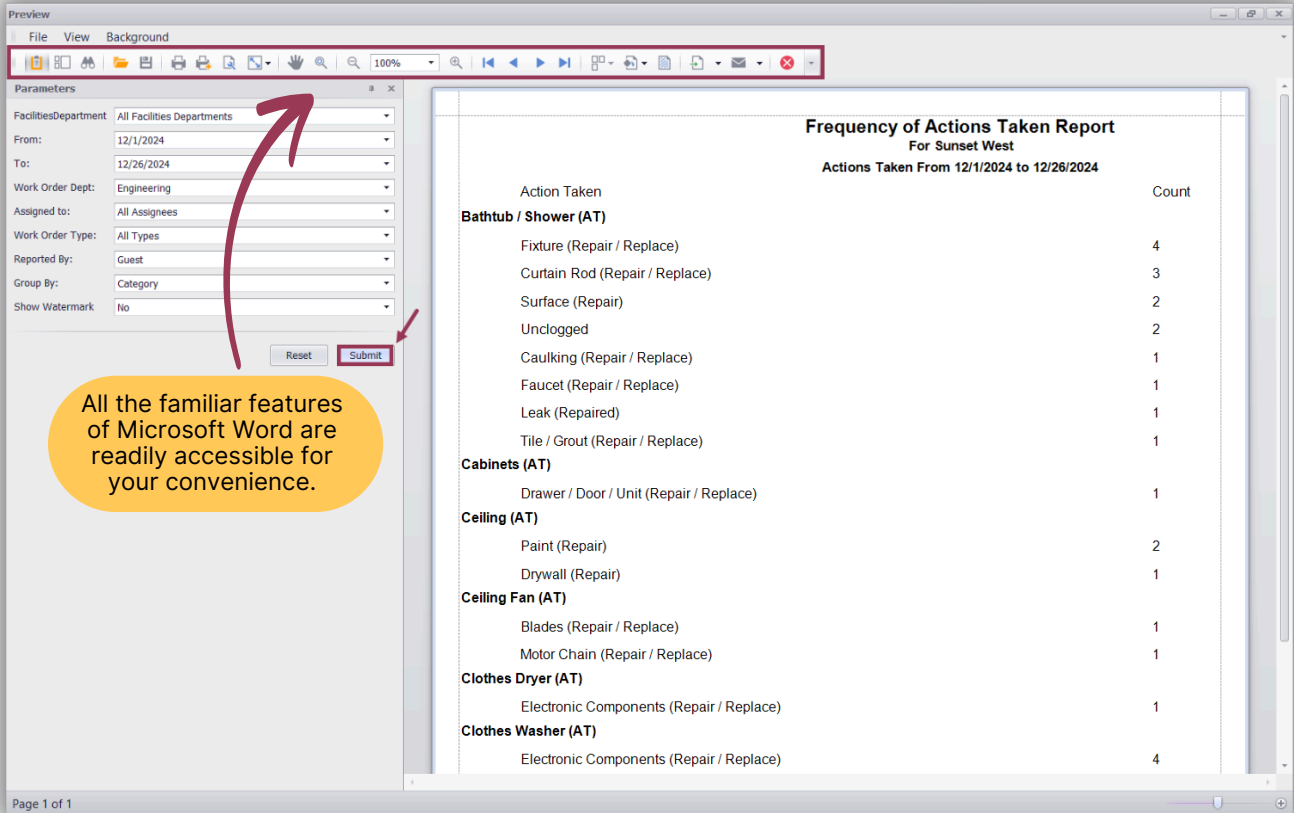 Preview
File View Background
100%
Parameters
FacilitiesDepartment All Facilities Departments
From: 12/1/2024
To: 12/26/2024
Work Order Dept: Engineering
Assigned to: All Assignees
Work Order Type: All Types
Reported By: Guest
Group By: Category
Show Watermark No
Reset Submit
All the familiar features
of Microsoft Word are
readily accessible for
your convenience.
Frequency of Actions Taken Report
For Sunset West
Actions Taken From 12/1/2024 to 12/26/2024
Action Taken Count
Bathtub / Shower (AT)
Fixture (Repair / Replace) 4
Curtain Rod (Repair / Replace) 3
Surface (Repair) 2
Unclogged 2
Caulking (Repair / Replace) 1
Faucet (Repair / Replace) 1
Leak (Repaired) 1
Tile / Grout (Repair / Replace) 1
Cabinets (AT)
Drawer / Door / Unit (Repair / Replace) 1
Ceiling (AT)
Paint (Repair) 2
Drywall (Repair) 1
Ceiling Fan (AT)
Blades (Repair / Replace) 1
Motor Chain (Repair / Replace) 1
Clothes Dryer (AT)
Electronic Components (Repair / Replace) 1
Clothes Washer (AT)
Electronic Components (Repair / Replace) 4
Page 1 of 1